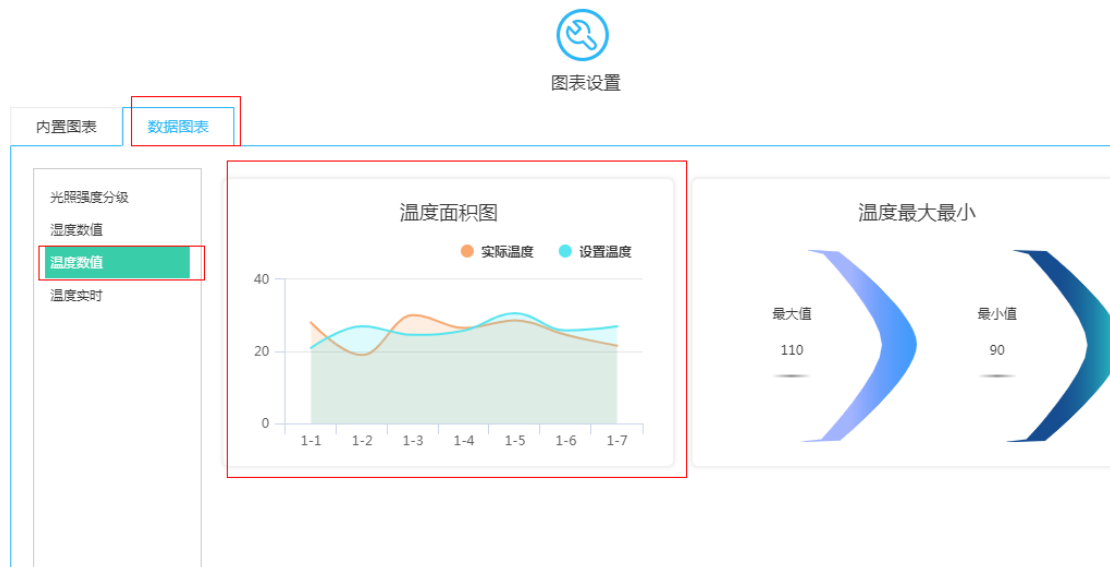 图表设置
内置图表
数据图表
光照强度分级
湿度数值
温度数值
温度实时
温度面积图
实际温度 设置温度
40
20
0
1-1 1-2 1-3 1-4 1-5 1-6 1-7
温度最大最小
最大值
110
最小值
90